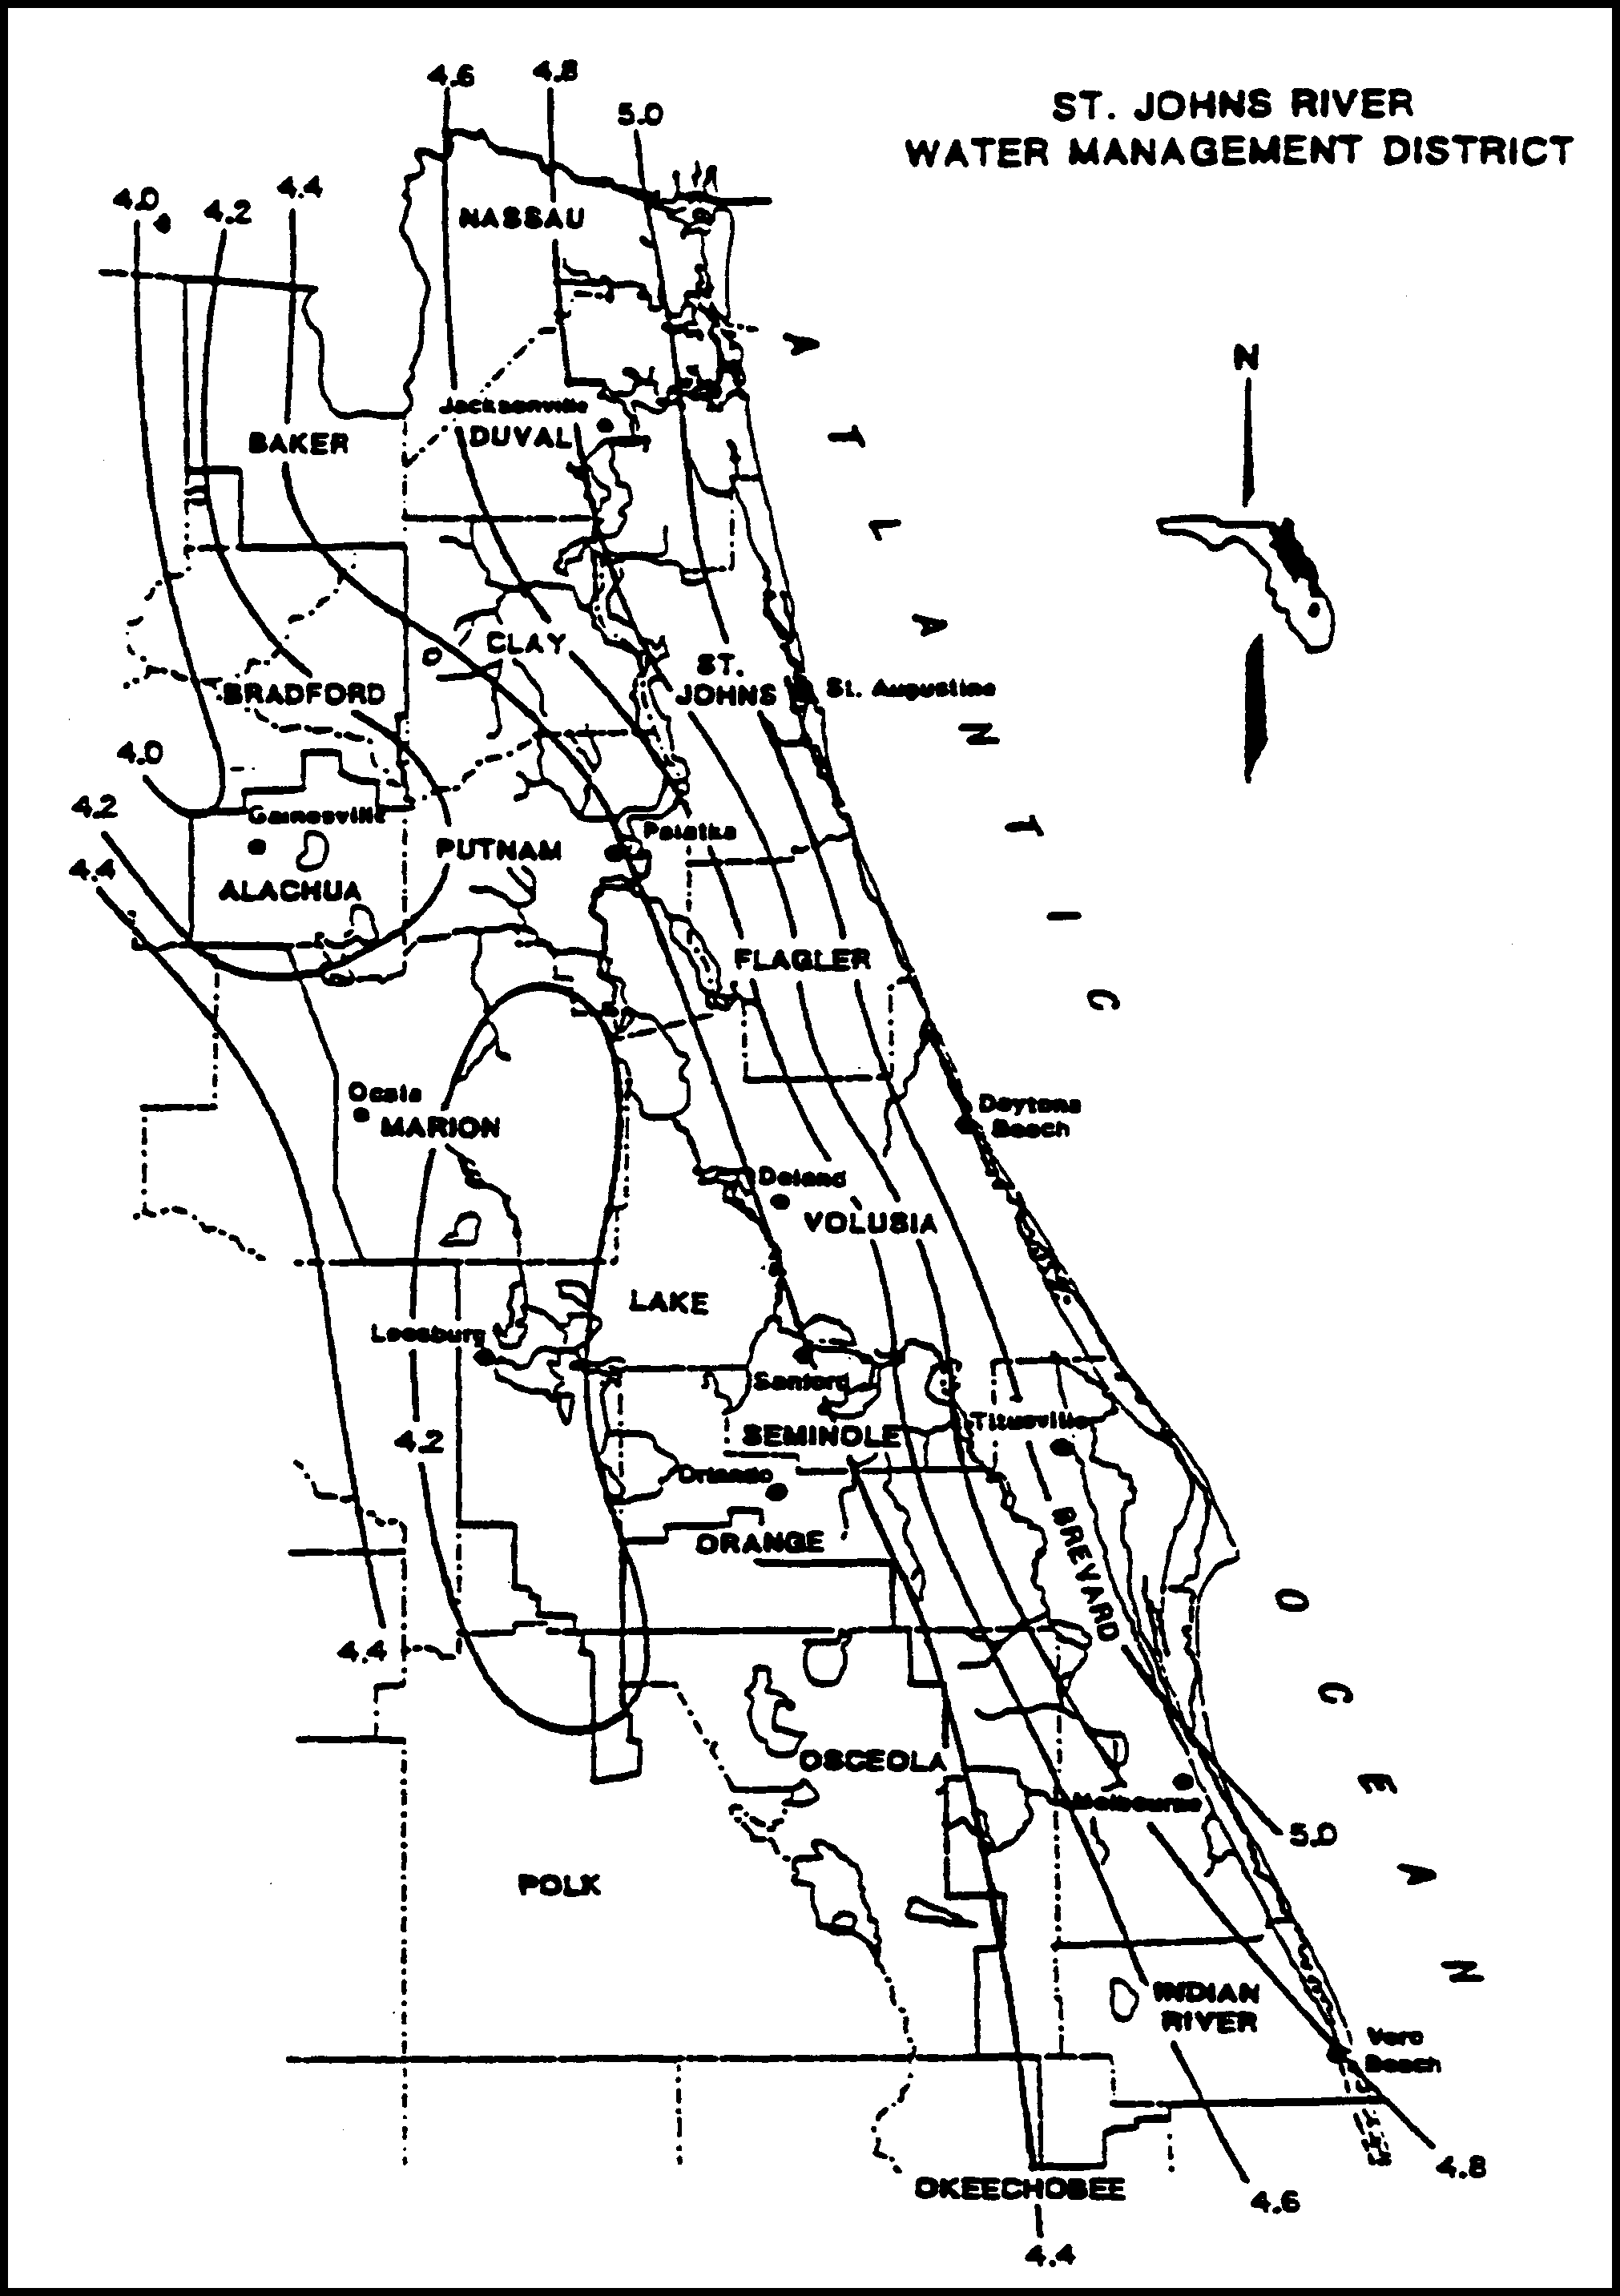 4.6
4.8
5.0
ST. JOHNS RIVER
WATER MANAGEMENT DISTRICT
4.0
4.2
4.4
NASSAU
N
Jacksonville
DUVAL
BAKER
CLAY
ST.
JOHNS
St. Augustine
BRADFORD
4.0
4.2
4.4
Gainesville
PUTNAM
Palatka
ALACHUA
FLAGLER
Ocala
MARION
Daytona
Beach
Deland
VOLUSIA
LAKE
Leesburg
Sanford
Titusville
SEMINOLE
4.2
Orlando
ORANGE
BREVARD
4.4
OSCEOLA
Melbourne
5.0
POLK
INDIAN
RIVER
Vero
Beach
4.8
OKEECHOBEE
4.6
4.4
ATLANTIC
OCEAN